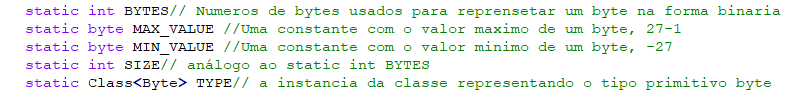 static int BYTES// Numeros de bytes usados para reprensetar um byte na forma binaria
static byte MAX_VALUE //Uma constante com o valor maximo de um byte, 27-1
static byte MIN_VALUE //Uma constante com o valor minimo de um byte, -27
static int SIZE// análogo ao static int BYTES
static Class<Byte> TYPE// a instancia da classe representando o tipo primitivo byte